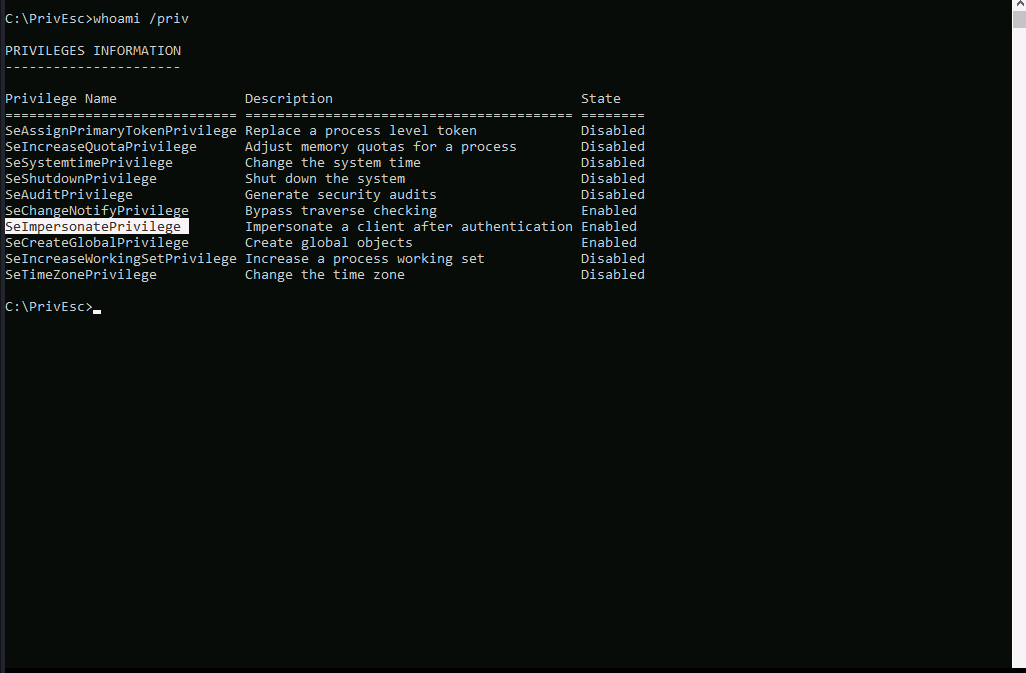 C:\PrivEsc>whoami /priv
PRIVILEGES INFORMATION
----------------------
Privilege Name                Description                               State
============================= ========================================= ========
SeAssignPrimaryTokenPrivilege Replace a process level token             Disabled
SeIncreaseQuotaPrivilege      Adjust memory quotas for a process        Disabled
SeSystemtimePrivilege         Change the system time                    Disabled
SeShutdownPrivilege           Shut down the system                      Disabled
SeAuditPrivilege              Generate security audits                  Disabled
SeChangeNotifyPrivilege       Bypass traverse checking                  Enabled
SeImpersonatePrivilege        Impersonate a client after authentication Enabled
SeCreateGlobalPrivilege       Create global objects                     Enabled
SeIncreaseWorkingSetPrivilege Increase a process working set            Disabled
SeTimeZonePrivilege           Change the time zone                      Disabled
C:\PrivEsc>